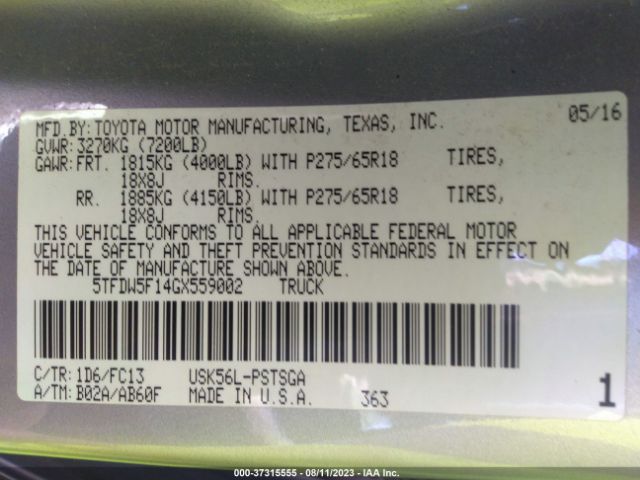 MFD.BY: TOYOTA MOTOR MANUFACTURING, TEXAS, INC. 05/16
GVWR: 3270KG (7200LB)
GAWR: FRT. 1815KG (4000LB) WITH P275/65R18 TIRES,
18X8J RIMS.
RR. 1885KG (4150LB) WITH P275/65R18 TIRES,
18X8J RIMS.
THIS VEHICLE CONFORMS TO ALL APPLICABLE FEDERAL MOTOR
VEHICLE SAFETY AND THEFT PREVENTION STANDARDS IN EFFECT ON
THE DATE OF MANUFACTURE SHOWN ABOVE.
5TFDW5F14GX559002 TRUCK
C/TR: 1D6/FC13 USK56L-PSTSGA
A/TM: B02A/AB60F MADE IN U.S.A. 363 1
000-37315555 - 08/11/2023 - IAA Inc.